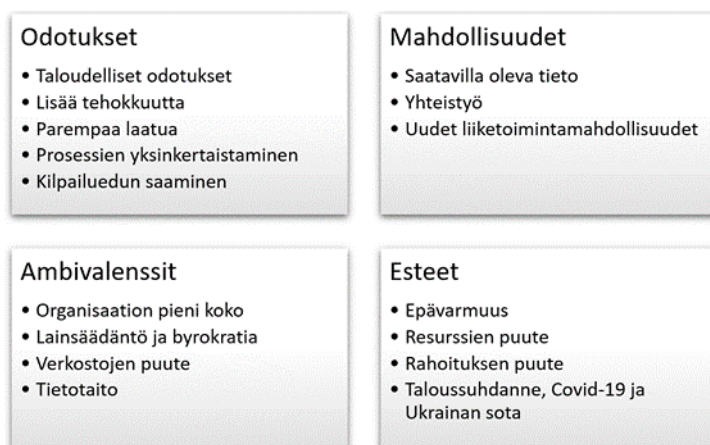 Odotukset
• Taloudelliset odotukset
• Lisää tehokkuutta
• Parempaa laatua
• Prosessien yksinkertaistaminen
• Kilpailuedun saaminen
Mahdollisuudet
• Saatavilla oleva tieto
• Yhteistyö
• Uudet liiketoimintamahdollisuudet
Ambivalenssit
• Organisaation pieni koko
• Lainsäädäntö ja byrokratia
• Verkostojen puute
• Tietotaito
Esteet
• Epävarmuus
• Resurssien puute
• Rahoituksen puute
• Taloussuhdanne, Covid-19 ja
Ukrainan sota